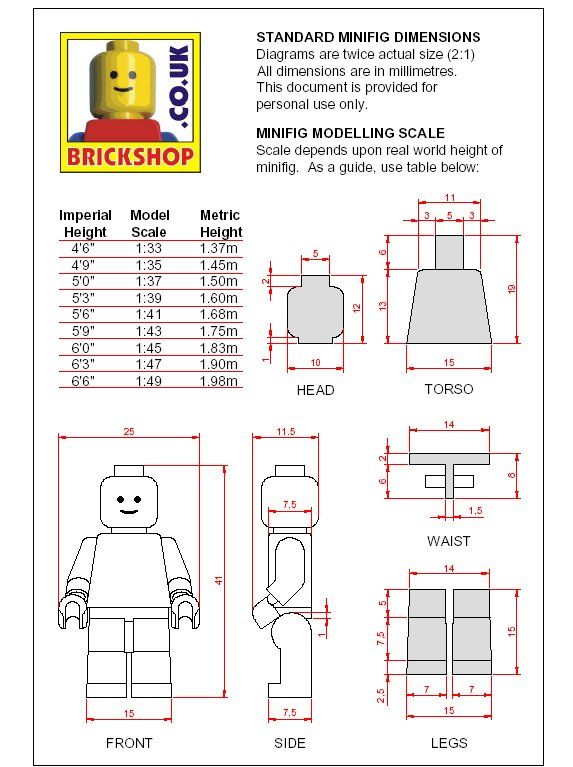 BRICKSHOP
.CO.UK
STANDARD MINIFIG DIMENSIONS
Diagrams are twice actual size (2:1)
All dimensions are in millimetres.
This document is provided for
personal use only.
MINIFIG MODELLING SCALE
Scale depends upon real world height of
minifig. As a guide, use table below:
Imperial Model Metric
Height Scale Height
4'6" 1:33 1.37m
4'9" 1:35 1.45m
5'0" 1:37 1.50m
5'3" 1:39 1.60m
5'6" 1:41 1.68m
5'9" 1:43 1.75m
6'0" 1:45 1.83m
6'3" 1:47 1.90m
6'6" 1:49 1.98m
5
2
12
1
10
HEAD
11
3 5 3
6
13
19
15
TORSO
25
41
15
FRONT
11.5
7.5
1
7.5
SIDE
14
2
6
8
1.5
WAIST
14
5
7.5
15
2.5
7 7
15
LEGS